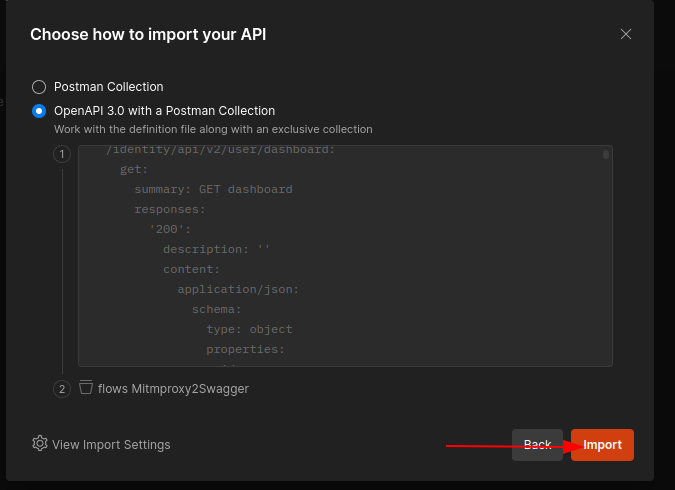 Choose how to import your API
Postman Collection
OpenAPI 3.0 with a Postman Collection
Work with the definition file along with an exclusive collection
1
/identity/api/v2/user/dashboard:
get:
summary: GET dashboard
responses:
'200':
description: ''
content:
application/json:
schema:
type: object
properties:
2 flows Mitmproxy2Swagger
View Import Settings
Back
Import